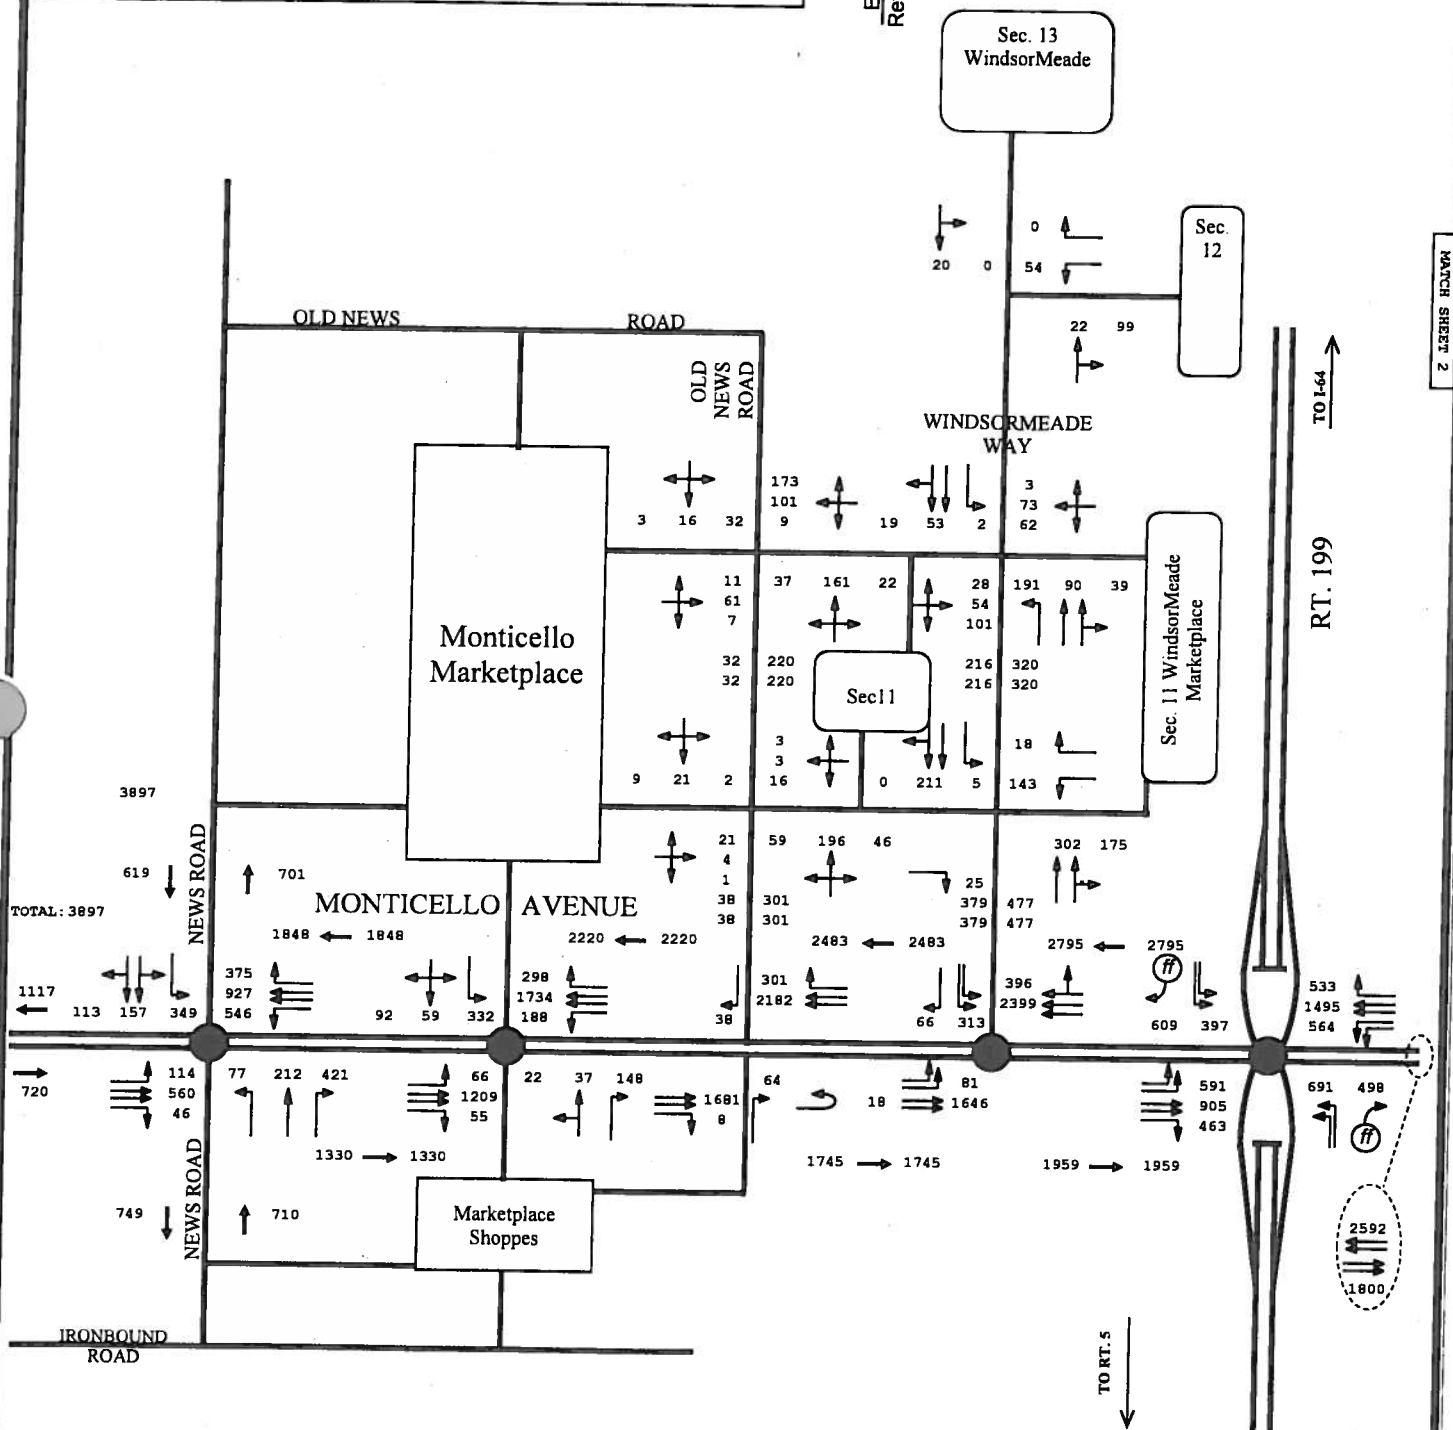 E
Re
Sec. 13
WindsorMeade
Sec.
12
MATCH SHEET 2
0
20 0 54
22 99
OLD NEWS ROAD
OLD
NEWS
ROAD
TO I-64
WINDSORMEADE
WAY
173
101
3 16 32 9
3
73
19 53 2 62
11 37 161 22
61
7
28 191 90 39
54
101
RT. 199
Monticello
Marketplace
Sec. 11 WindsorMeade
Marketplace
32 220
32 220
216 320
216 320
Sec11
3
3
9 21 2 16
18
0 211 5 143
3897
21 59 196 46
4
1
38 301
38 301
302 175
25
379 477
379 477
NEWS ROAD
619 701
TOTAL:3897
MONTICELLO AVENUE
1848 1848
2220 2220
2483 2483
2795 2795
ff
1117
113 157 349
375
927
546
92 59 332
298
1734
188
301
2182
38
66 313
396
2399
609 397
533
1495
564
720
114
560
46
77 212 421
66
1209
55
22 37 148
1681
8
64
18
81
1646
591
905
463
691 498
ff
1330 1330
1745 1745
1959 1959
NEWS ROAD
749 710
Marketplace
Shoppes
2592
1800
IRONBOUND
ROAD
TO RT. 5